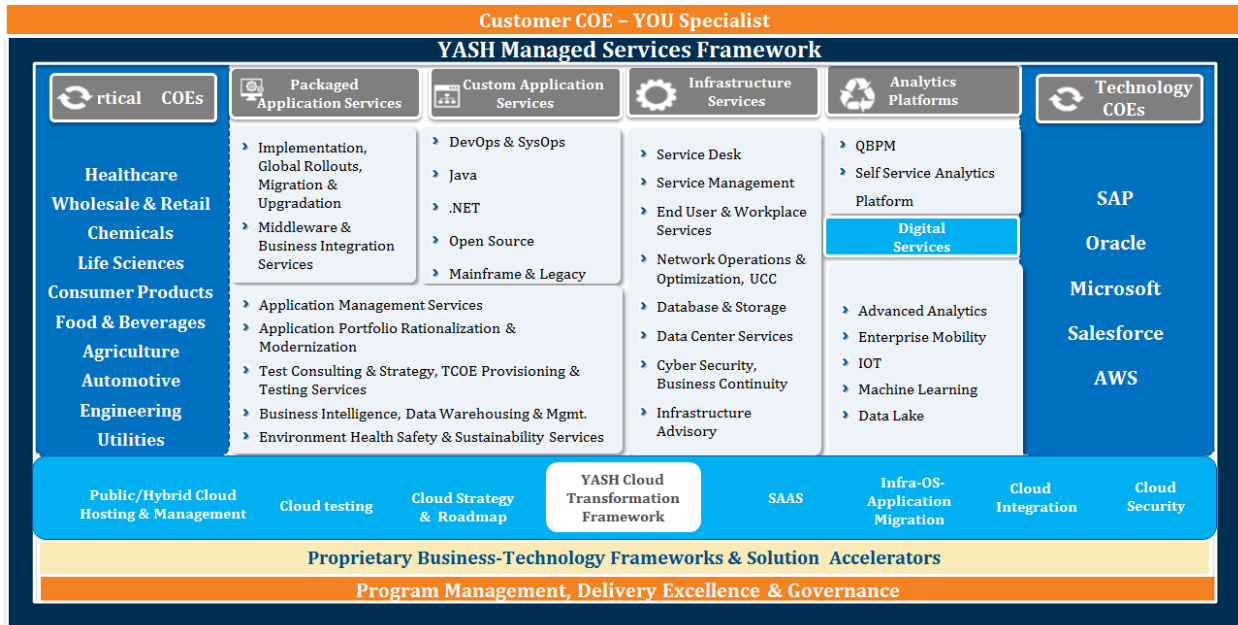 Customer COE – YOU Specialist
YASH Managed Services Framework
rtical COEs
Healthcare
Wholesale & Retail
Chemicals
Life Sciences
Consumer Products
Food & Beverages
Agriculture
Automotive
Engineering
Utilities
Packaged
Application Services
Implementation,
Global Rollouts,
Migration &
Upgradation
Middleware &
Business Integration
Services
Custom Application
Services
DevOps & SysOps
Java
.NET
Open Source
Mainframe & Legacy
Application Management Services
Application Portfolio Rationalization &
Modernization
Test Consulting & Strategy, TCOE Provisioning &
Testing Services
Business Intelligence, Data Warehousing & Mgmt.
Environment Health Safety & Sustainability Services
Infrastructure
Services
Service Desk
Service Management
End User & Workplace
Services
Network Operations &
Optimization, UCC
Database & Storage
Data Center Services
Cyber Security,
Business Continuity
Infrastructure
Advisory
Analytics
Platforms
QBPM
Self Service Analytics
Platform
Digital
Services
Advanced Analytics
Enterprise Mobility
IOT
Machine Learning
Data Lake
Technology
COEs
SAP
Oracle
Microsoft
Salesforce
AWS
Public/Hybrid Cloud
Hosting & Management
Cloud testing
Cloud Strategy
& Roadmap
YASH Cloud
Transformation
Framework
SAAS
Infra-OS-
Application
Migration
Cloud
Integration
Cloud
Security
Proprietary Business-Technology Frameworks & Solution Accelerators
Program Management, Delivery Excellence & Governance